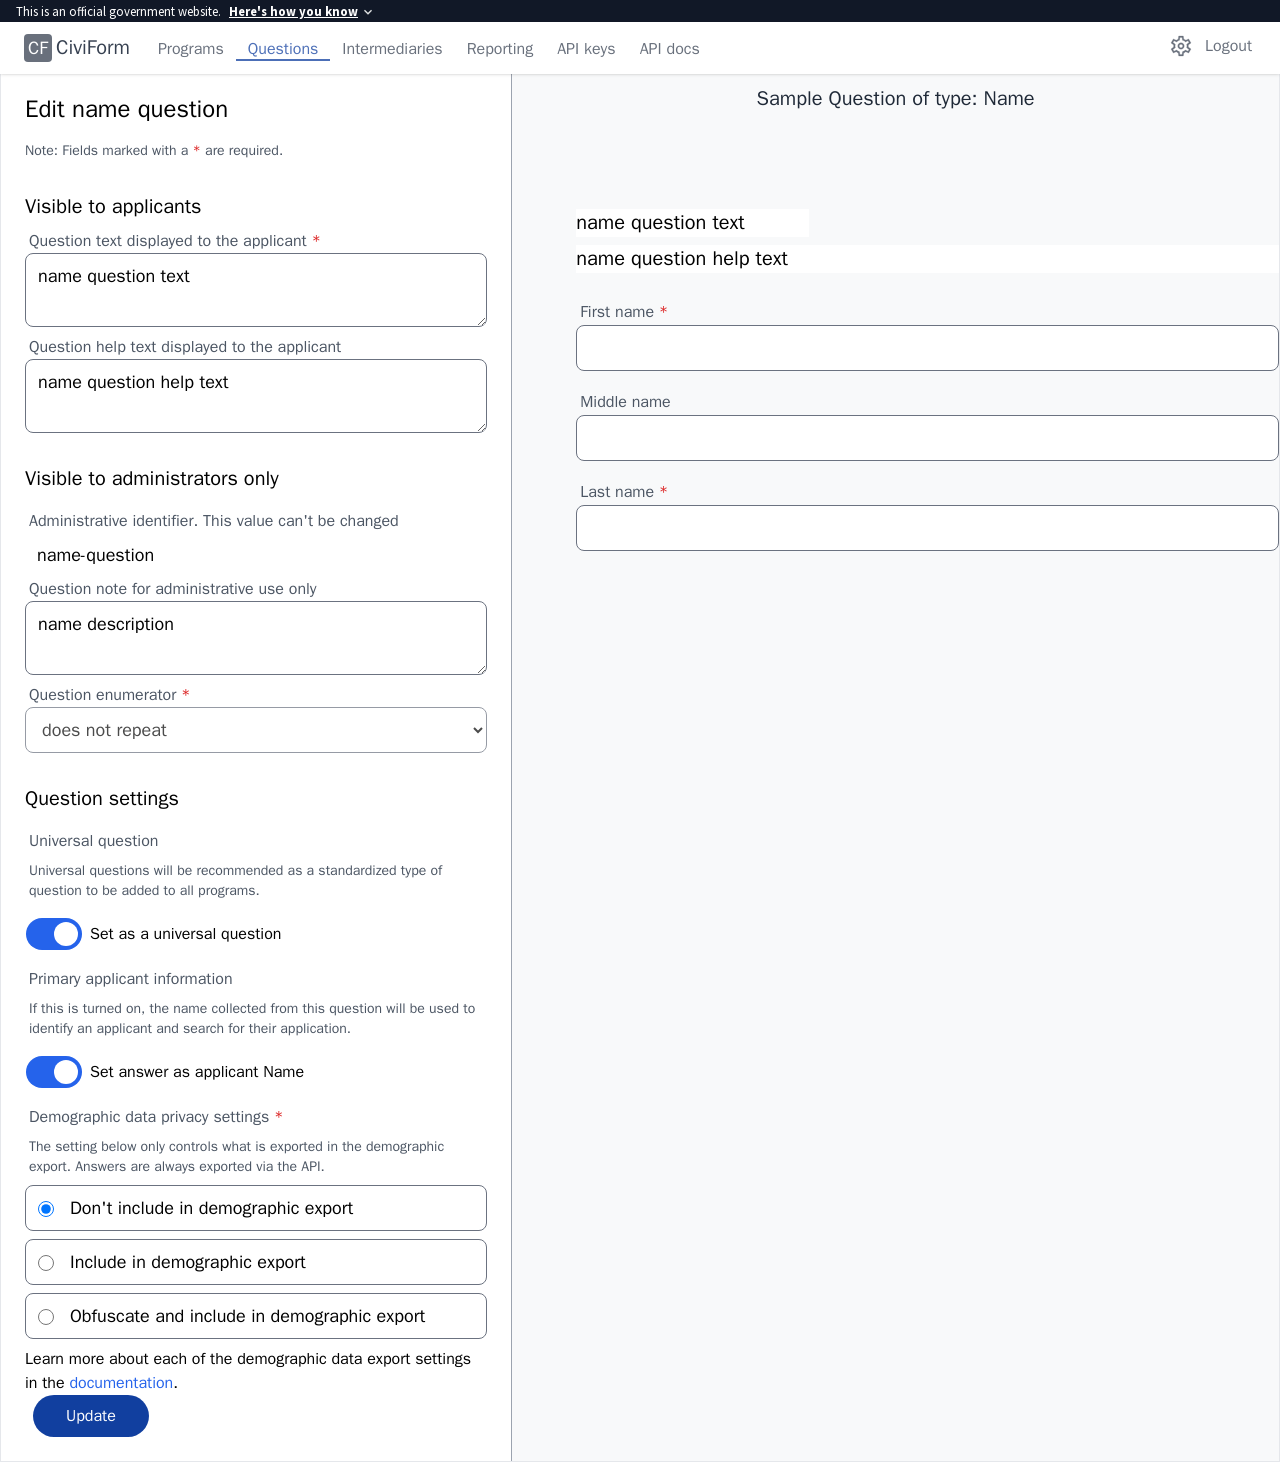 This is an official government website. Here's how you know
CF CiviForm Programs Questions Intermediaries Reporting API keys API docs Logout
Edit name question
Note: Fields marked with a * are required.
Visible to applicants
Question text displayed to the applicant *
name question text
Question help text displayed to the applicant
name question help text
Visible to administrators only
Administrative identifier. This value can't be changed
name-question
Question note for administrative use only
name description
Question enumerator *
does not repeat
Question settings
Universal question
Universal questions will be recommended as a standardized type of
question to be added to all programs.
Set as a universal question
Primary applicant information
If this is turned on, the name collected from this question will be used to
identify an applicant and search for their application.
Set answer as applicant Name
Demographic data privacy settings *
The setting below only controls what is exported in the demographic
export. Answers are always exported via the API.
Don't include in demographic export
Include in demographic export
Obfuscate and include in demographic export
Learn more about each of the demographic data export settings
in the documentation.
Update
Sample Question of type: Name
name question text
name question help text
First name *
Middle name
Last name *